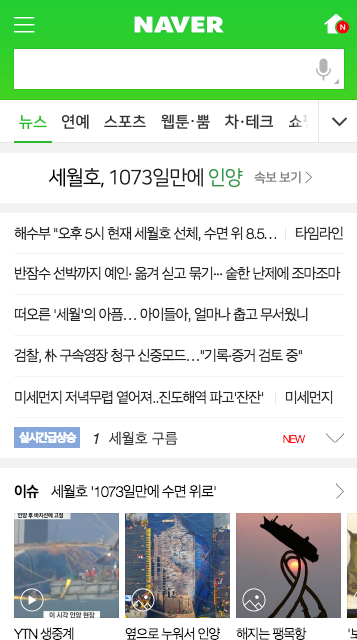 NAVER
N
뉴스 연예 스포츠 웹툰·뿜 차·테크 쇼
세월호, 1073일만에 인양 속보 보기
해수부 "오후 5시 현재 세월호 선체, 수면 위 8.5… 타임라인
반잠수 선박까지 예인· 옮겨 싣고 묶기… 숱한 난제에 조마조마
떠오른 '세월'의 아픔… 아이들아, 얼마나 춥고 무서웠니
검찰, 朴 구속영장 청구 신중모드…"기록·증거 검토 중"
미세먼지 저녁무렵 옅어져..진도해역 파고'잔잔' 미세먼지
실시간급상승 1 세월호 구름 NEW
이슈 세월호 '1073일만에 수면 위로'
인양 후 바지선에 고정
이 시각 인양 현장
YTN 생중계 옆으로 누워서 인양 해지는 팽목항